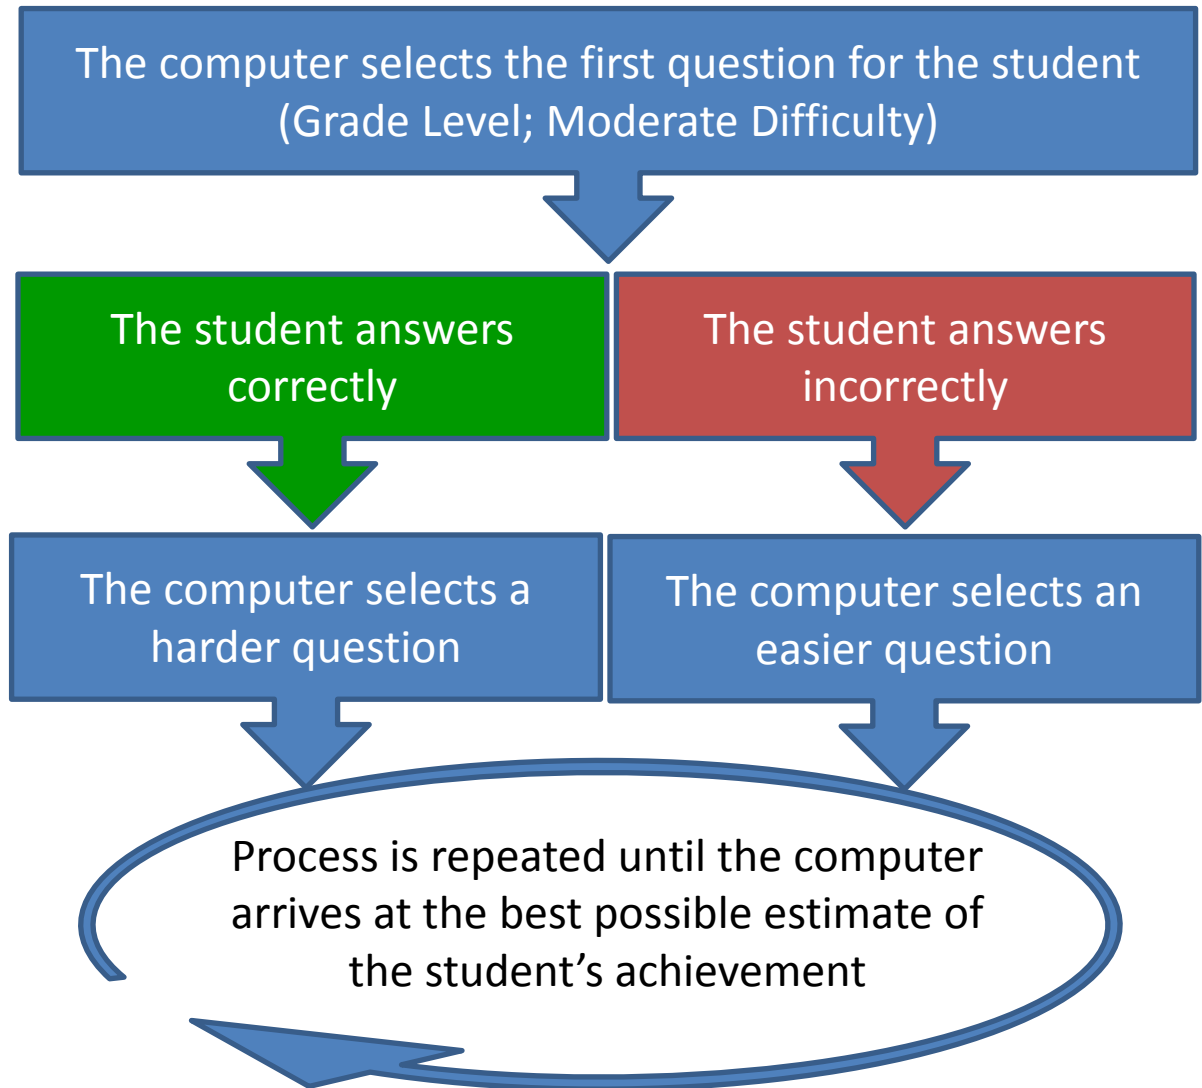 The computer selects the first question for the student
(Grade Level; Moderate Difficulty)
The student answers
correctly
The student answers
incorrectly
The computer selects a
harder question
The computer selects an
easier question
Process is repeated until the computer
arrives at the best possible estimate of
the student’s achievement